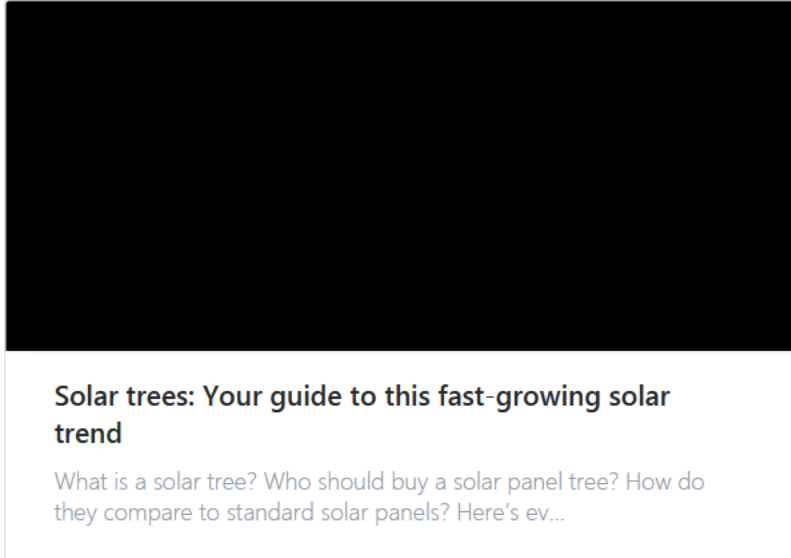 Solar trees: Your guide to this fast-growing solar
trend
What is a solar tree? Who should buy a solar panel tree? How do
they compare to standard solar panels? Here’s ev...